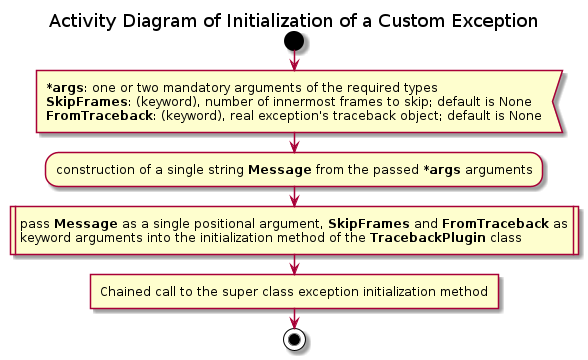 Activity Diagram of Initialization of a Custom Exception
*args: one or two mandatory arguments of the required types
SkipFrames: (keyword), number of innermost frames to skip; default is None
FromTraceback: (keyword), real exception's traceback object; default is None
construction of a single string Message from the passed *args arguments
pass Message as a single positional argument, SkipFrames and FromTraceback as
keyword arguments into the initialization method of the TracebackPlugin class
Chained call to the super class exception initialization method